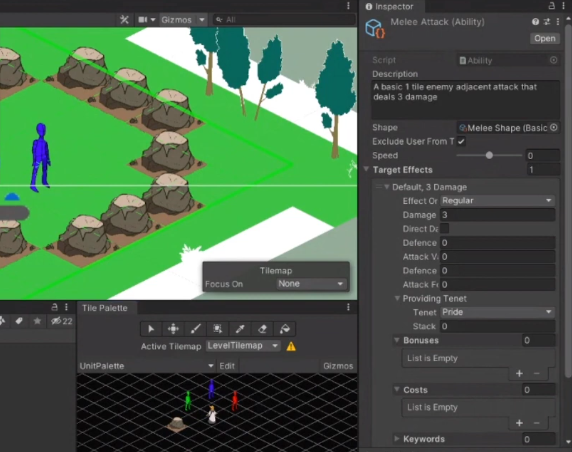 Inspector
Melee Attack (Ability)
Open
Script
Ability
Description
A basic 1 tile enemy adjacent attack that
deals 3 damage
Shape
Melee Shape (Basic
Exclude User From T
Speed
0
Target Effects
1
Default, 3 Damage
Effect Or
Regular
Damage
3
Direct Da
Defence
0
Attack Va
0
Defence
0
Attack Fo
0
Providing Tenet
Tenet
Pride
Stack
0
Bonuses
0
List is Empty
Costs
0
List is Empty
Keywords
0
Gizmos
All
Tilemap
Focus On
None
22
Tile Palette
Active Tilemap
LevelTilemap
UnitPalette
Edit
Gizmos